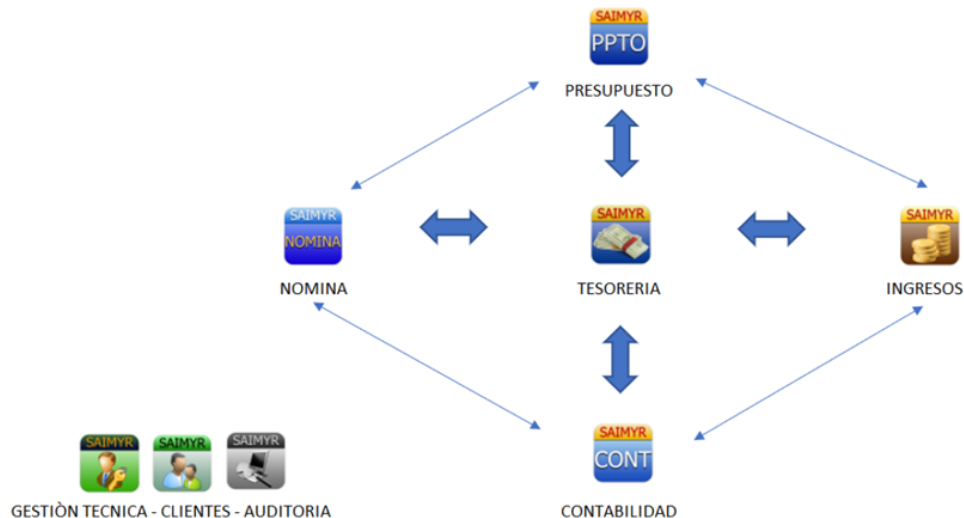 SAIMYR
PPTO
PRESUPUESTO
SAIMYR
NOMINA
NOMINA
SAIMYR
TESORERIA
SAIMYR
INGRESOS
SAIMYR
CONT
CONTABILIDAD
SAIMYR
SAIMYR
SAIMYR
GESTIÒN TECNICA - CLIENTES - AUDITORIA